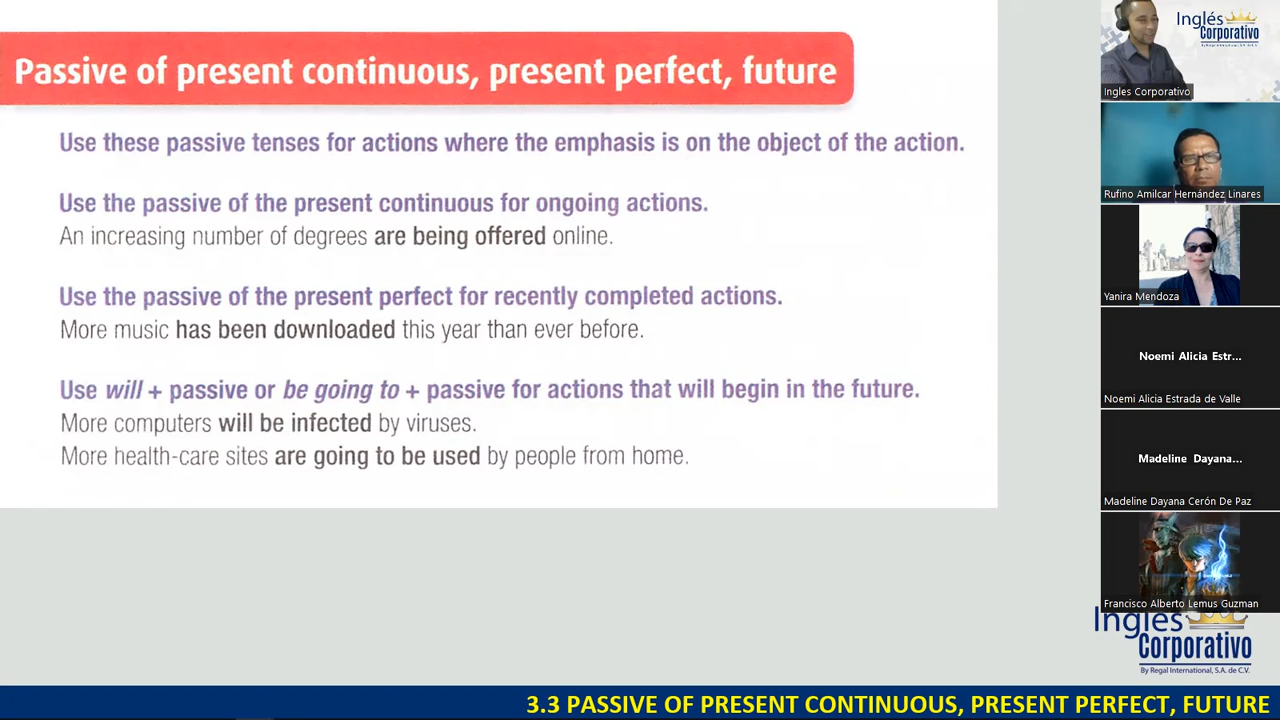 Passive of present continuous, present perfect, future
Use these passive tenses for actions where the emphasis is on the object of the action.
Use the passive of the present continuous for ongoing actions.
An increasing number of degrees are being offered online.
Use the passive of the present perfect for recently completed actions.
More music has been downloaded this year than ever before.
Use will + passive or be going to + passive for actions that will begin in the future.
More computers will be infected by viruses.
More health-care sites are going to be used by people from home.
Inglés
Corporativo
By Regal International, S.A. de C.V.
Ingles Corporativo
Rufino Amilcar Hernández Linares
Yanira Mendoza
Noemi Alicia Estr...
Noemi Alicia Estrada de Valle
Madeline Dayana...
Madeline Dayana Cerón De Paz
Francisco Alberto Lemus Guzman
Inglés
Corporativo
By Regal International, S.A. de C.V.
3.3 PASSIVE OF PRESENT CONTINUOUS, PRESENT PERFECT, FUTURE